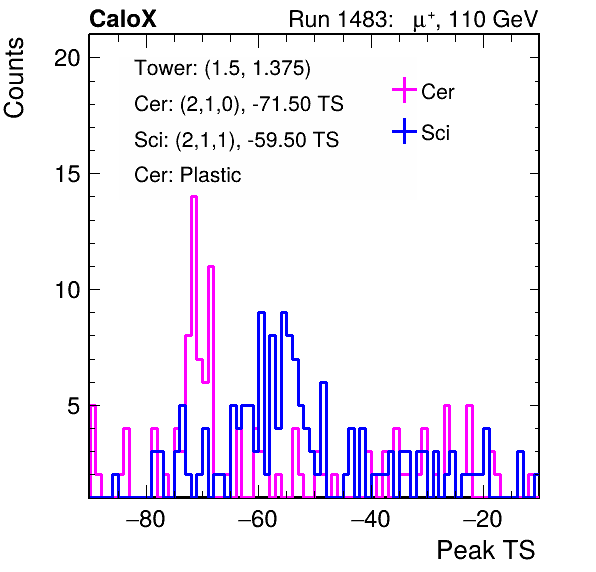 CaloX Run 1483: μ⁺, 110 GeV
Counts
Tower: (1.5, 1.375)
Cer: (2,1,0), -71.50 TS
Sci: (2,1,1), -59.50 TS
Cer: Plastic
Cer
Sci
20
15
10
5
−80 −60 −40 −20
Peak TS